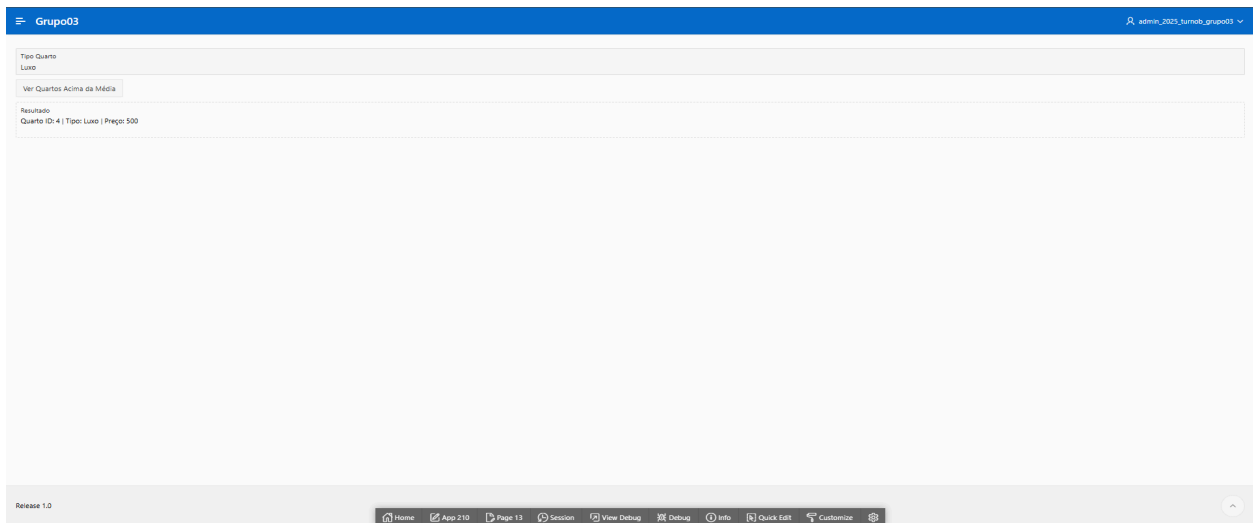 Grupo03
admin_2025_turnob_grupo03
Tipo Quarto
Luxo
Ver Quartos Acima da Média
Resultado
Quarto ID: 4 | Tipo: Luxo | Preço: 500
Release 1.0
Home App 210 Page 13 Session View Debug Debug Info Quick Edit Customize